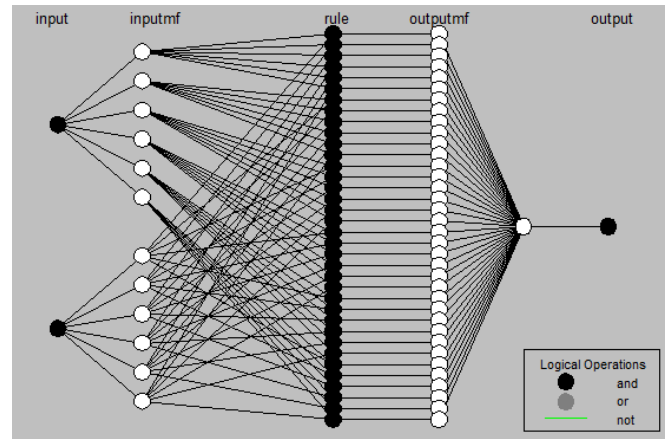 input inputmf rule outputmf output
Logical Operations
and
or
not